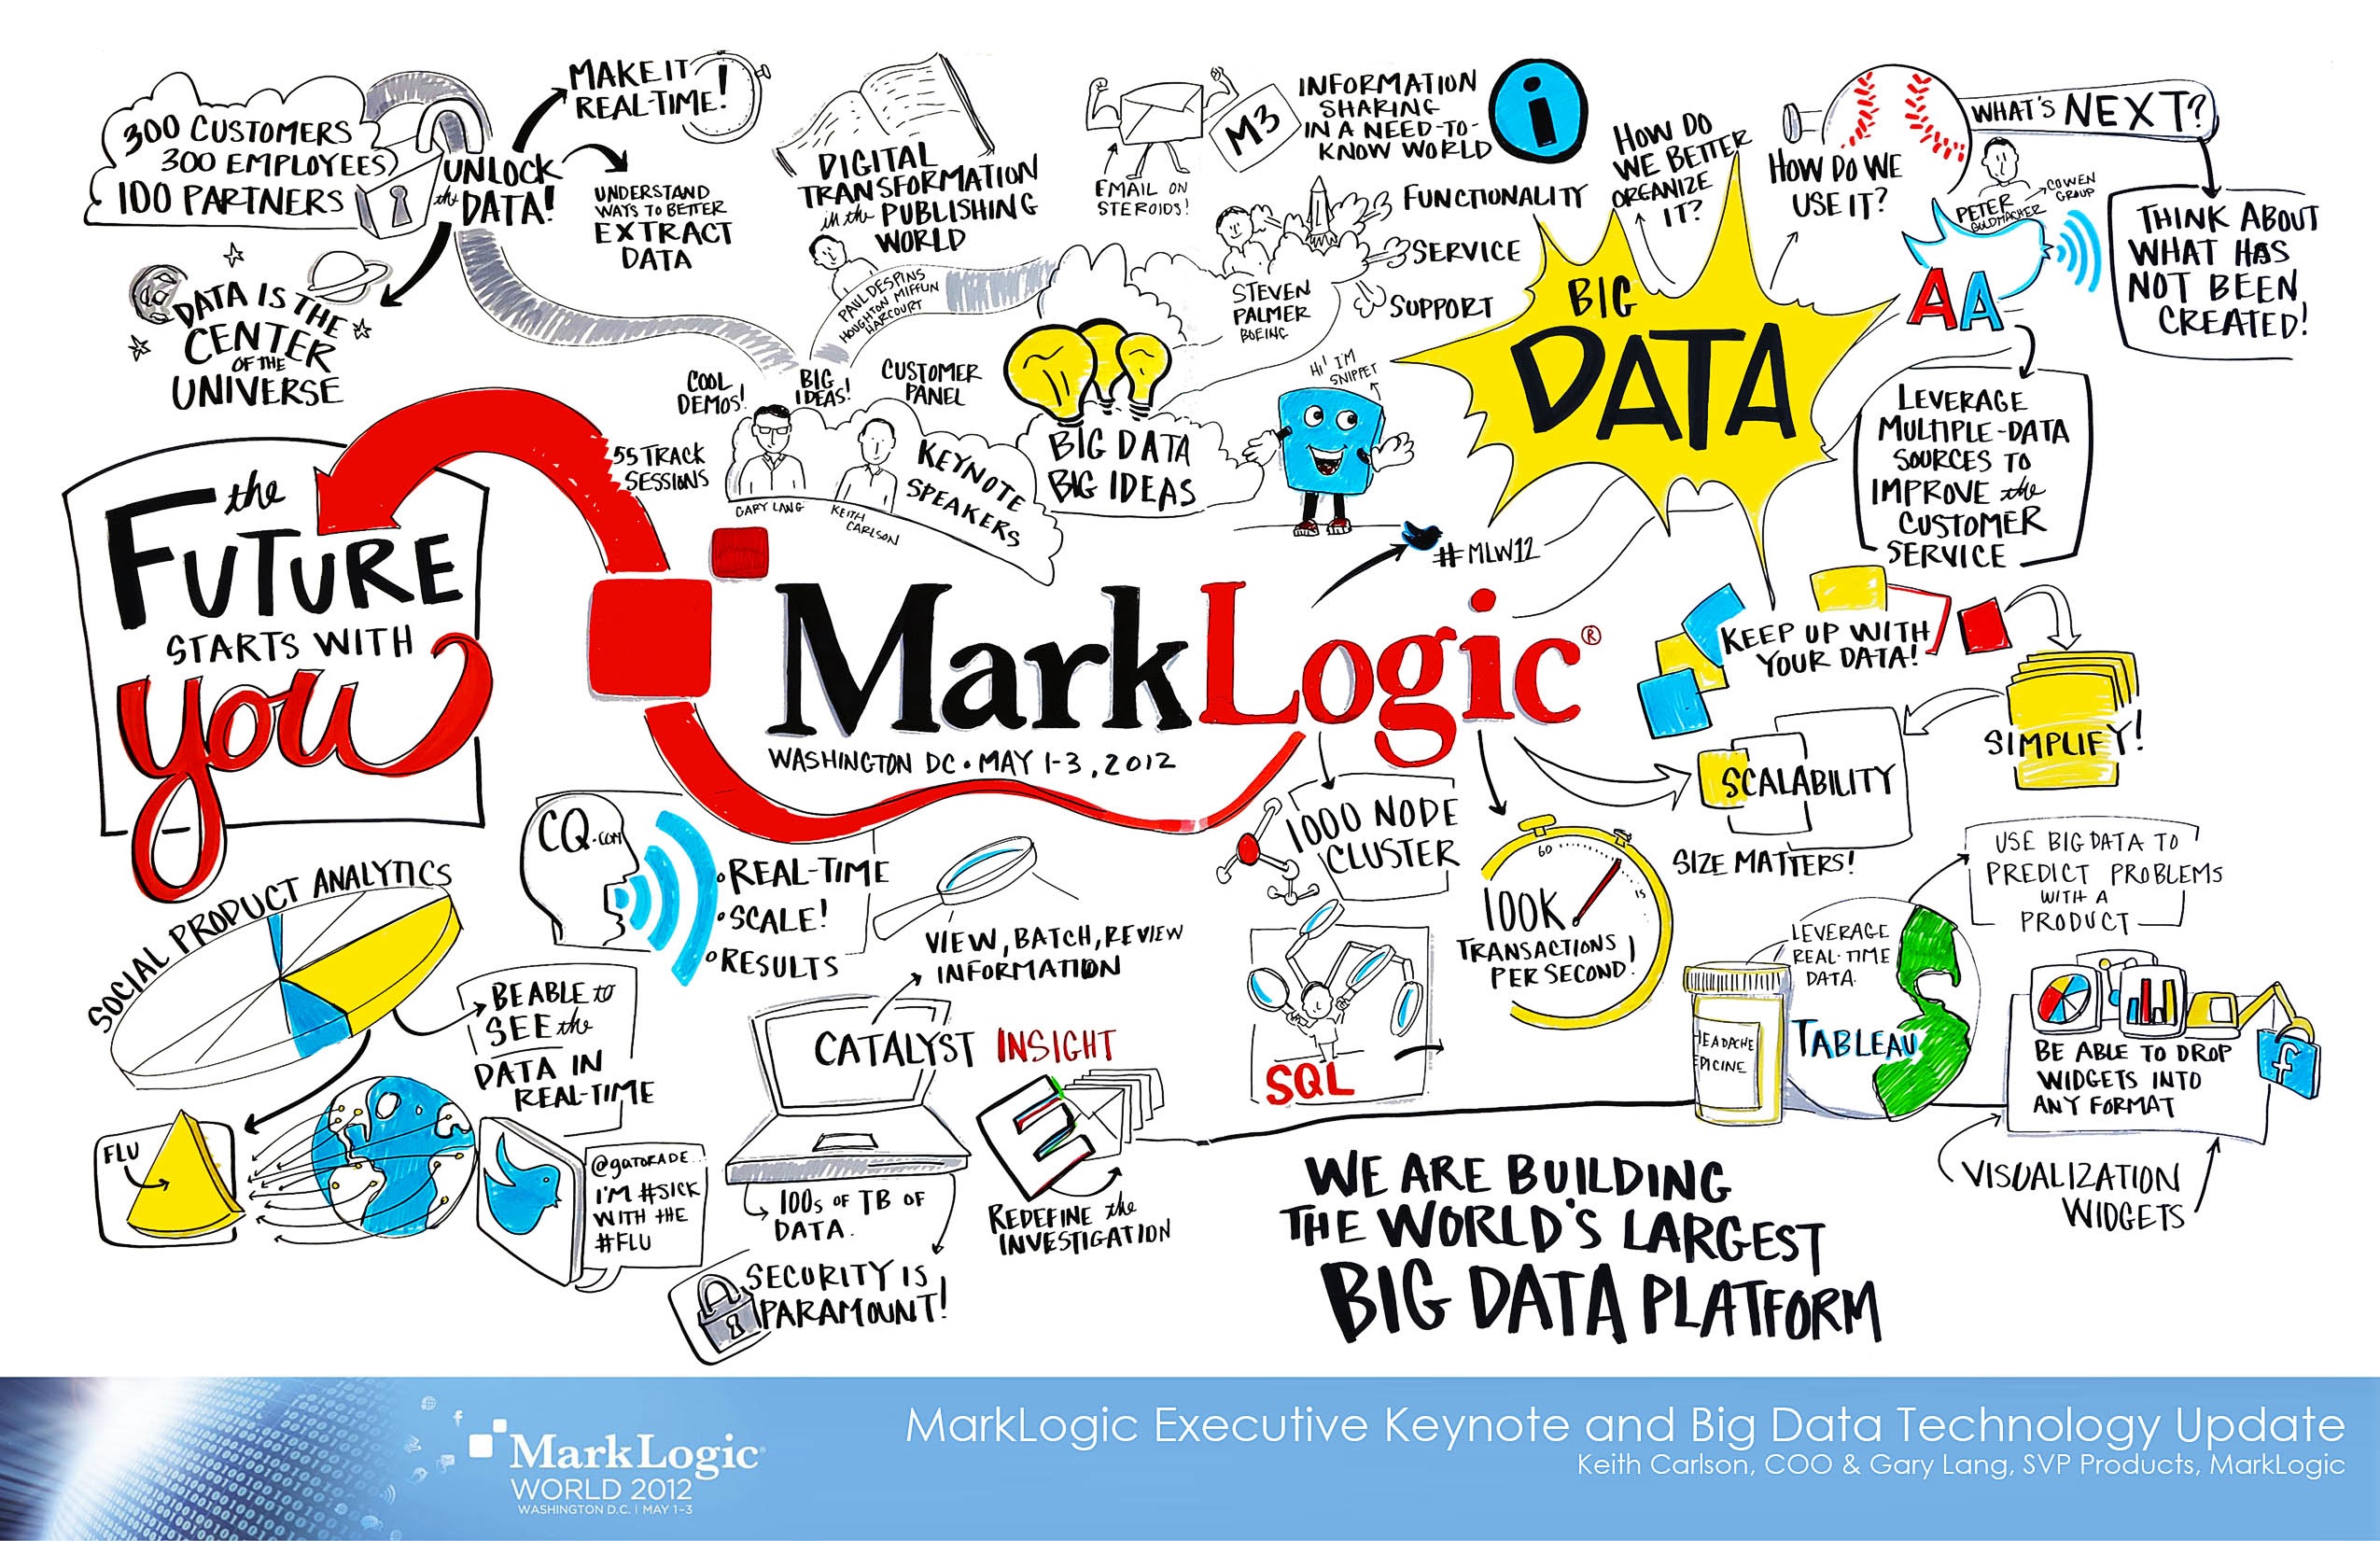 300 CUSTOMERS
300 EMPLOYEES
100 PARTNERS
UNLOCK
the DATA!
MAKE IT
REAL-TIME!
UNDERSTAND
WAYS TO BETTER
EXTRACT
DATA
DATA IS THE
CENTER
OF THE
UNIVERSE
DIGITAL
TRANSFORMATION
in the PUBLISHING
WORLD
PAUL DESPINS
HOUGHTON MIFFLIN
HARCOURT
EMAIL ON
STEROIDS!
M3
INFORMATION
SHARING
IN A NEED-TO-
KNOW WORLD
i
FUNCTIONALITY
SERVICE
SUPPORT
STEVEN
PALMER
BOEING
HOW DO
WE BETTER
ORGANIZE
IT?
HOW DO WE
USE IT?
WHAT'S NEXT?
PETER
GOLDMACHER
COWEN
GROUP
THINK ABOUT
WHAT HAS
NOT BEEN
CREATED!
AA
LEVERAGE
MULTIPLE-DATA
SOURCES TO
IMPROVE the
CUSTOMER
SERVICE
BIG
DATA
HI! I'M
SNIPPET
COOL
DEMOS!
BIG
IDEAS!
CUSTOMER
PANEL
55 TRACK
SESSIONS
GARY LANG
KEITH
CARLSON
KEYNOTE
SPEAKERS
BIG DATA
BIG IDEAS
#MLW12
the
FUTURE
STARTS WITH
you
MarkLogic®
WASHINGTON DC • MAY 1-3, 2012
KEEP UP WITH
YOUR DATA!
SIMPLIFY!
SCALABILITY
SIZE MATTERS!
1000 NODE
CLUSTER
60
15
100K
TRANSACTIONS
PER SECOND!
SQL
CQ.COM
REAL-TIME
SCALE!
RESULTS
VIEW, BATCH, REVIEW
INFORMATION
CATALYST INSIGHT
100s OF TB OF
DATA.
SECURITY IS
PARAMOUNT!
REDEFINE the
INVESTIGATION
SOCIAL PRODUCT ANALYTICS
BE ABLE to
SEE the
DATA IN
REAL-TIME
FLU
@GATORADE...
I'M #SICK
WITH THE
#FLU
USE BIG DATA TO
PREDICT PROBLEMS
WITH A
PRODUCT
LEVERAGE
REAL-TIME
DATA.
TABLEAU
HEADACHE
EDICINE
BE ABLE TO DROP
WIDGETS INTO
ANY FORMAT
f
VISUALIZATION
WIDGETS
WE ARE BUILDING
THE WORLD'S LARGEST
BIG DATA PLATFORM
MarkLogic
WORLD 2012
WASHINGTON D.C. | MAY 1-3
MarkLogic Executive Keynote and Big Data Technology Update
Keith Carlson, COO & Gary Lang, SVP Products, MarkLogic